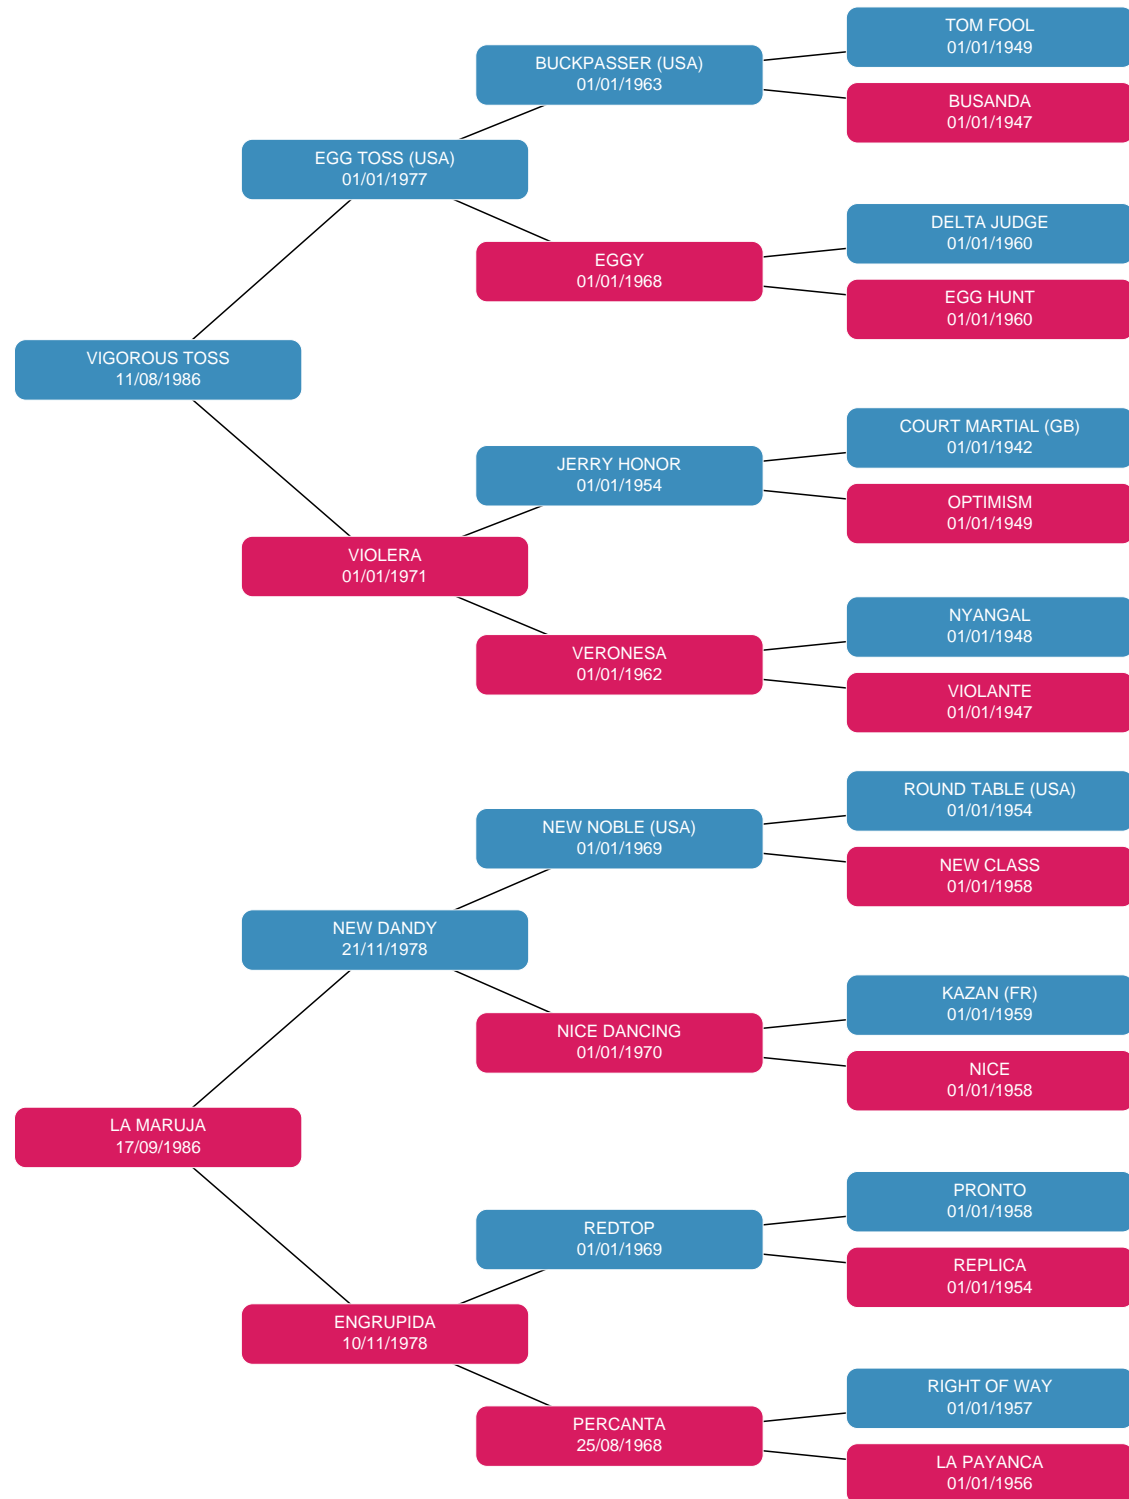 TOM FOOL
01/01/1949
BUCKPASSER (USA)
01/01/1963
BUSANDA
01/01/1947
EGG TOSS (USA)
01/01/1977
DELTA JUDGE
01/01/1960
EGGY
01/01/1968
EGG HUNT
01/01/1960
VIGOROUS TOSS
11/08/1986
COURT MARTIAL (GB)
01/01/1942
JERRY HONOR
01/01/1954
OPTIMISM
01/01/1949
VIOLERA
01/01/1971
NYANGAL
01/01/1948
VERONESA
01/01/1962
VIOLANTE
01/01/1947
ROUND TABLE (USA)
01/01/1954
NEW NOBLE (USA)
01/01/1969
NEW CLASS
01/01/1958
NEW DANDY
21/11/1978
KAZAN (FR)
01/01/1959
NICE DANCING
01/01/1970
NICE
01/01/1958
LA MARUJA
17/09/1986
PRONTO
01/01/1958
REDTOP
01/01/1969
REPLICA
01/01/1954
ENGRUPIDA
10/11/1978
RIGHT OF WAY
01/01/1957
PERCANTA
25/08/1968
LA PAYANCA
01/01/1956